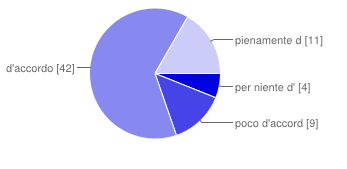 pienamente d [11]
d'accordo [42]
per niente d' [4]
poco d'accord [9]